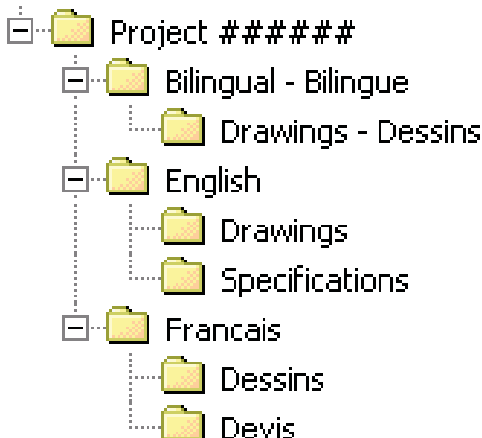 Project ######
Bilingual - Bilingue
Drawings - Dessins
English
Drawings
Specifications
Francais
Dessins
Devis